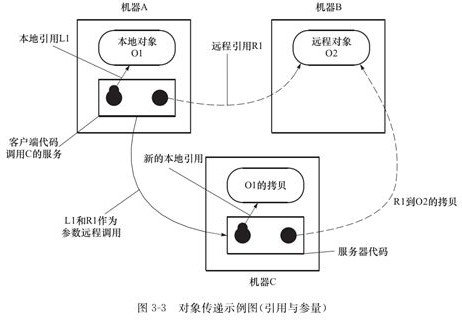 机器A
机器B
本地引用L1
本地对象
O1
远程引用R1
远程对象
O2
客户端代码
调用C的服务
新的本地引用
O1的拷贝
R1到O2的拷贝
L1和R1作为
参数远程调用
服务器代码
机器C
图 3-3 对象传递示例图(引用与参量)